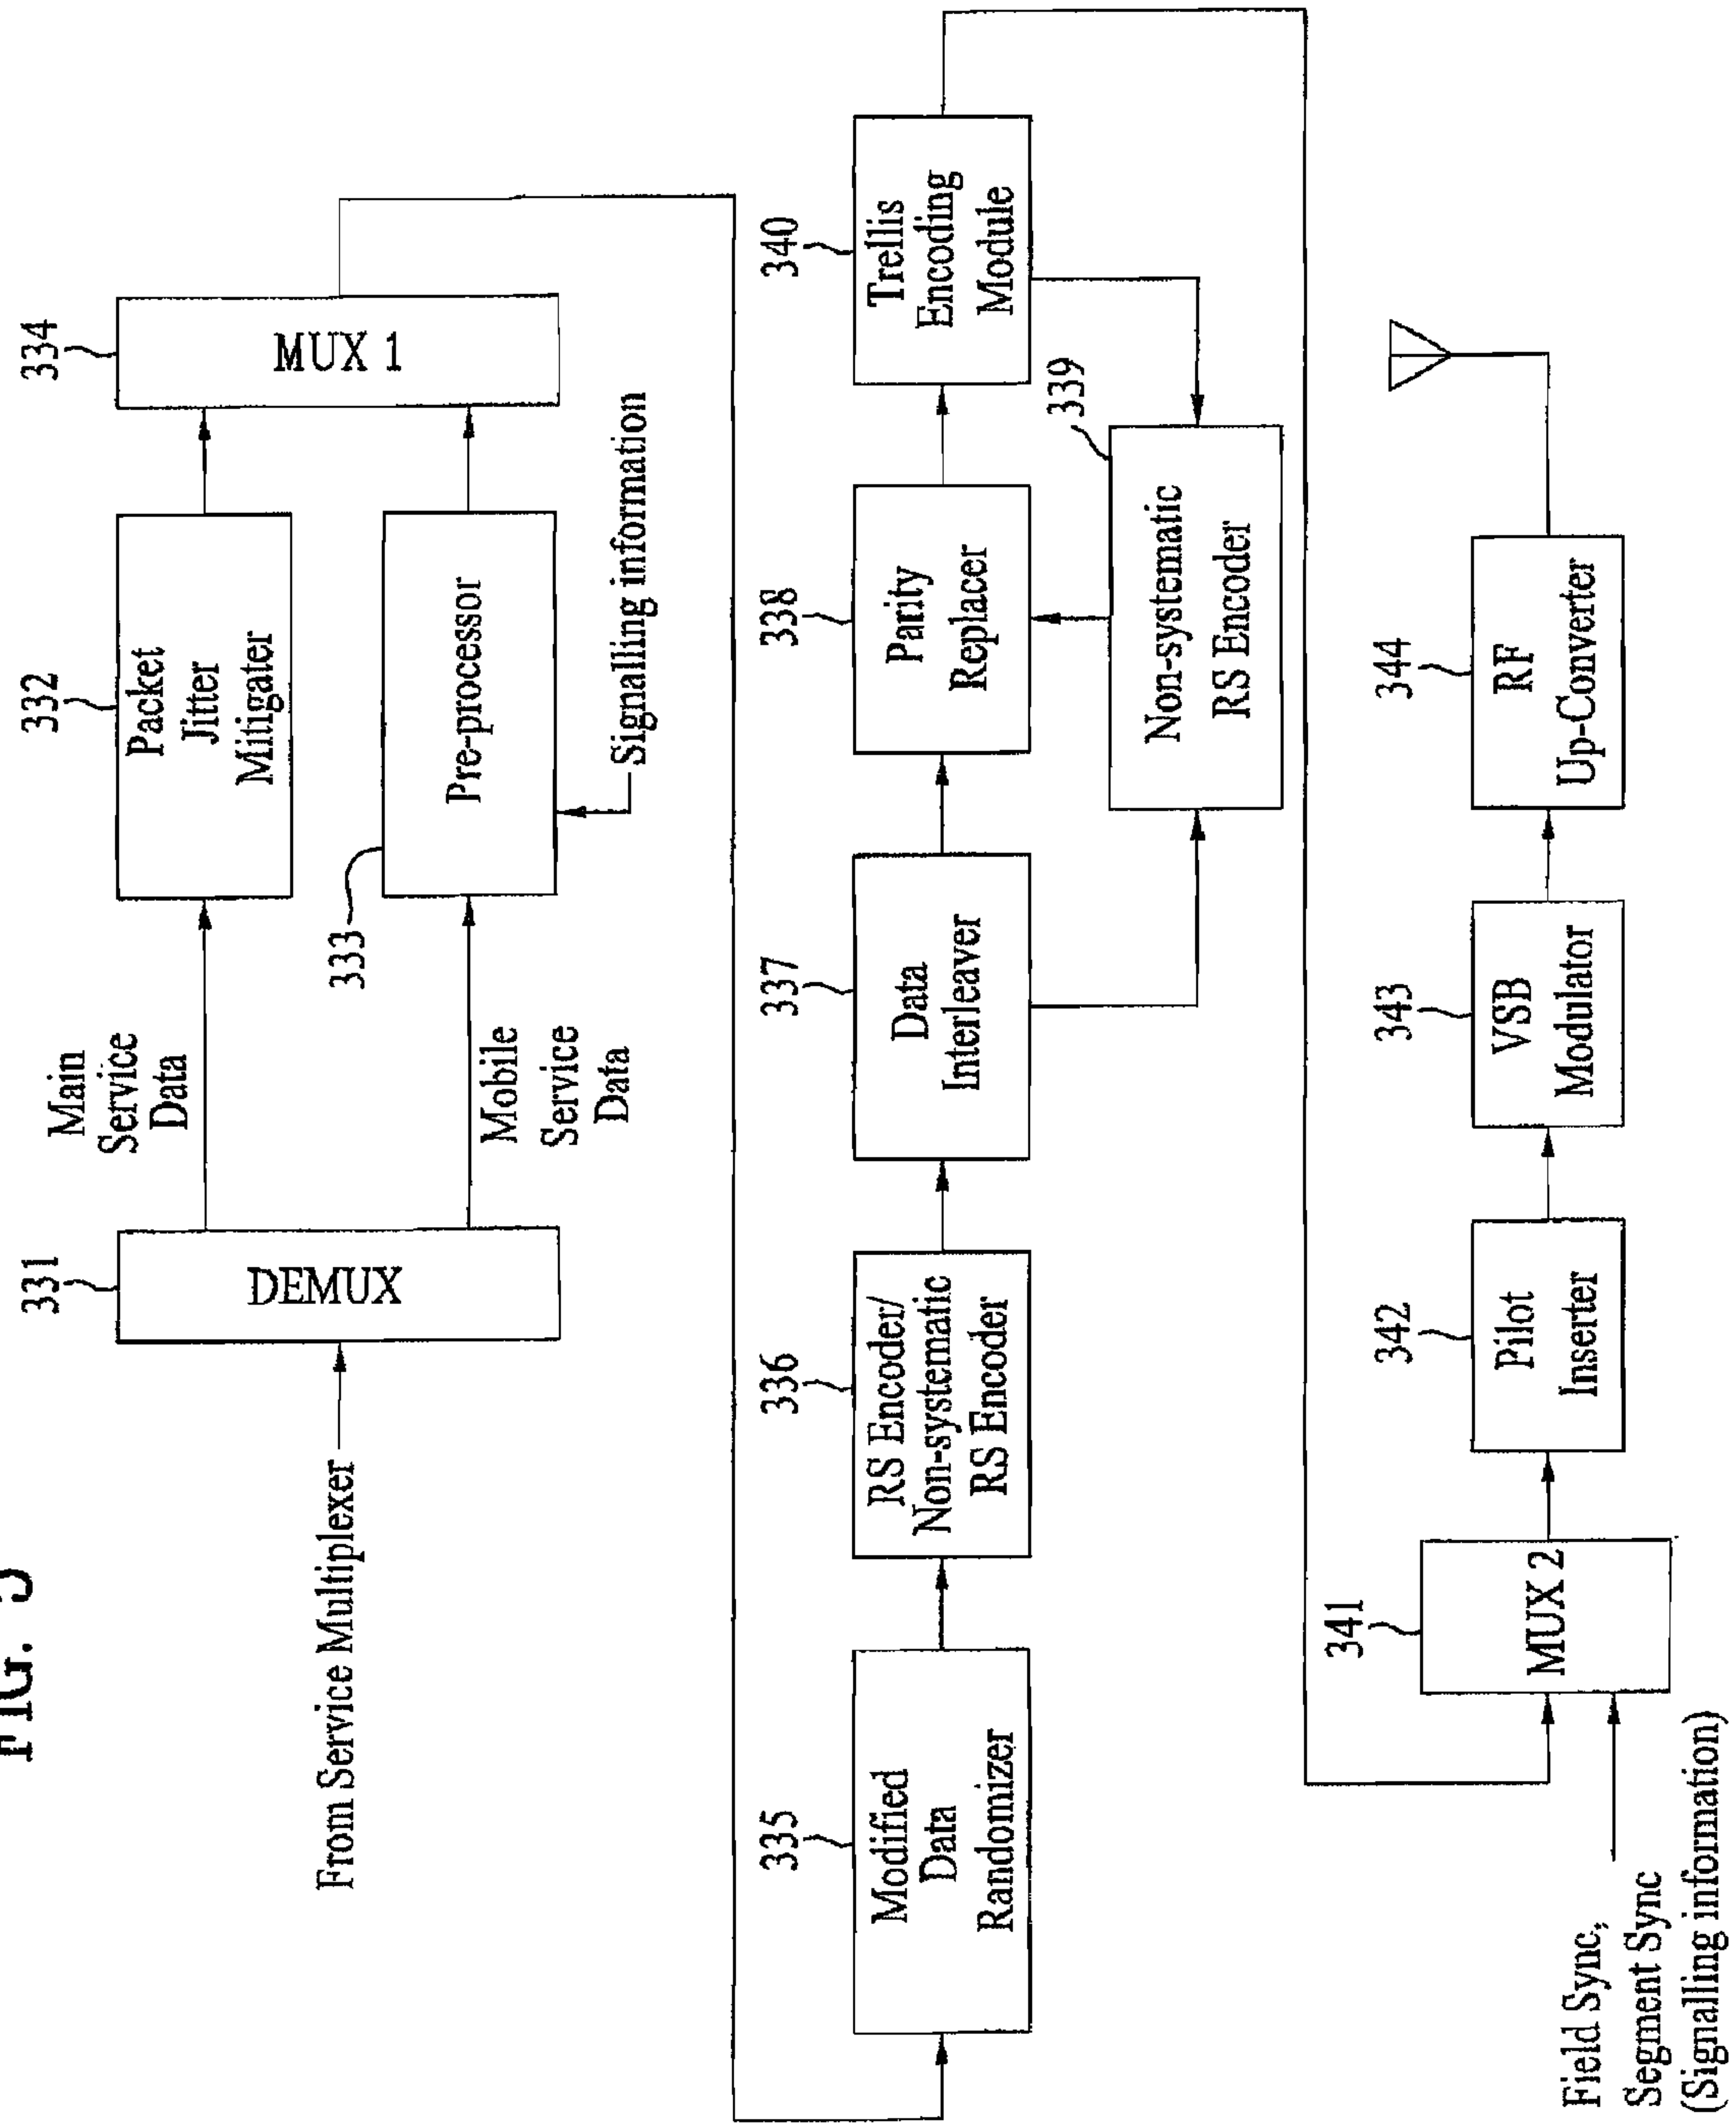 FIG. 5
331
DEMUX
From Service Multiplexer
Main
Service
Data
Mobile
Service
Data
332
Packet
Jitter
Mitigater
333
Pre-processor
Signalling information
334
MUX 1
335
Modified
Data
Randomizer
336
RS Encoder/
Non-systematic
RS Encoder
337
Data
Interleaver
338
Parity
Replacer
339
Non-systematic
RS Encoder
340
Trellis
Encoding
Module
Field Sync,
Segment Sync
(Signalling infomation)
341
MUX 2
342
Pilot
Inserter
343
VSB
Modulator
344
RF
Up-Converter